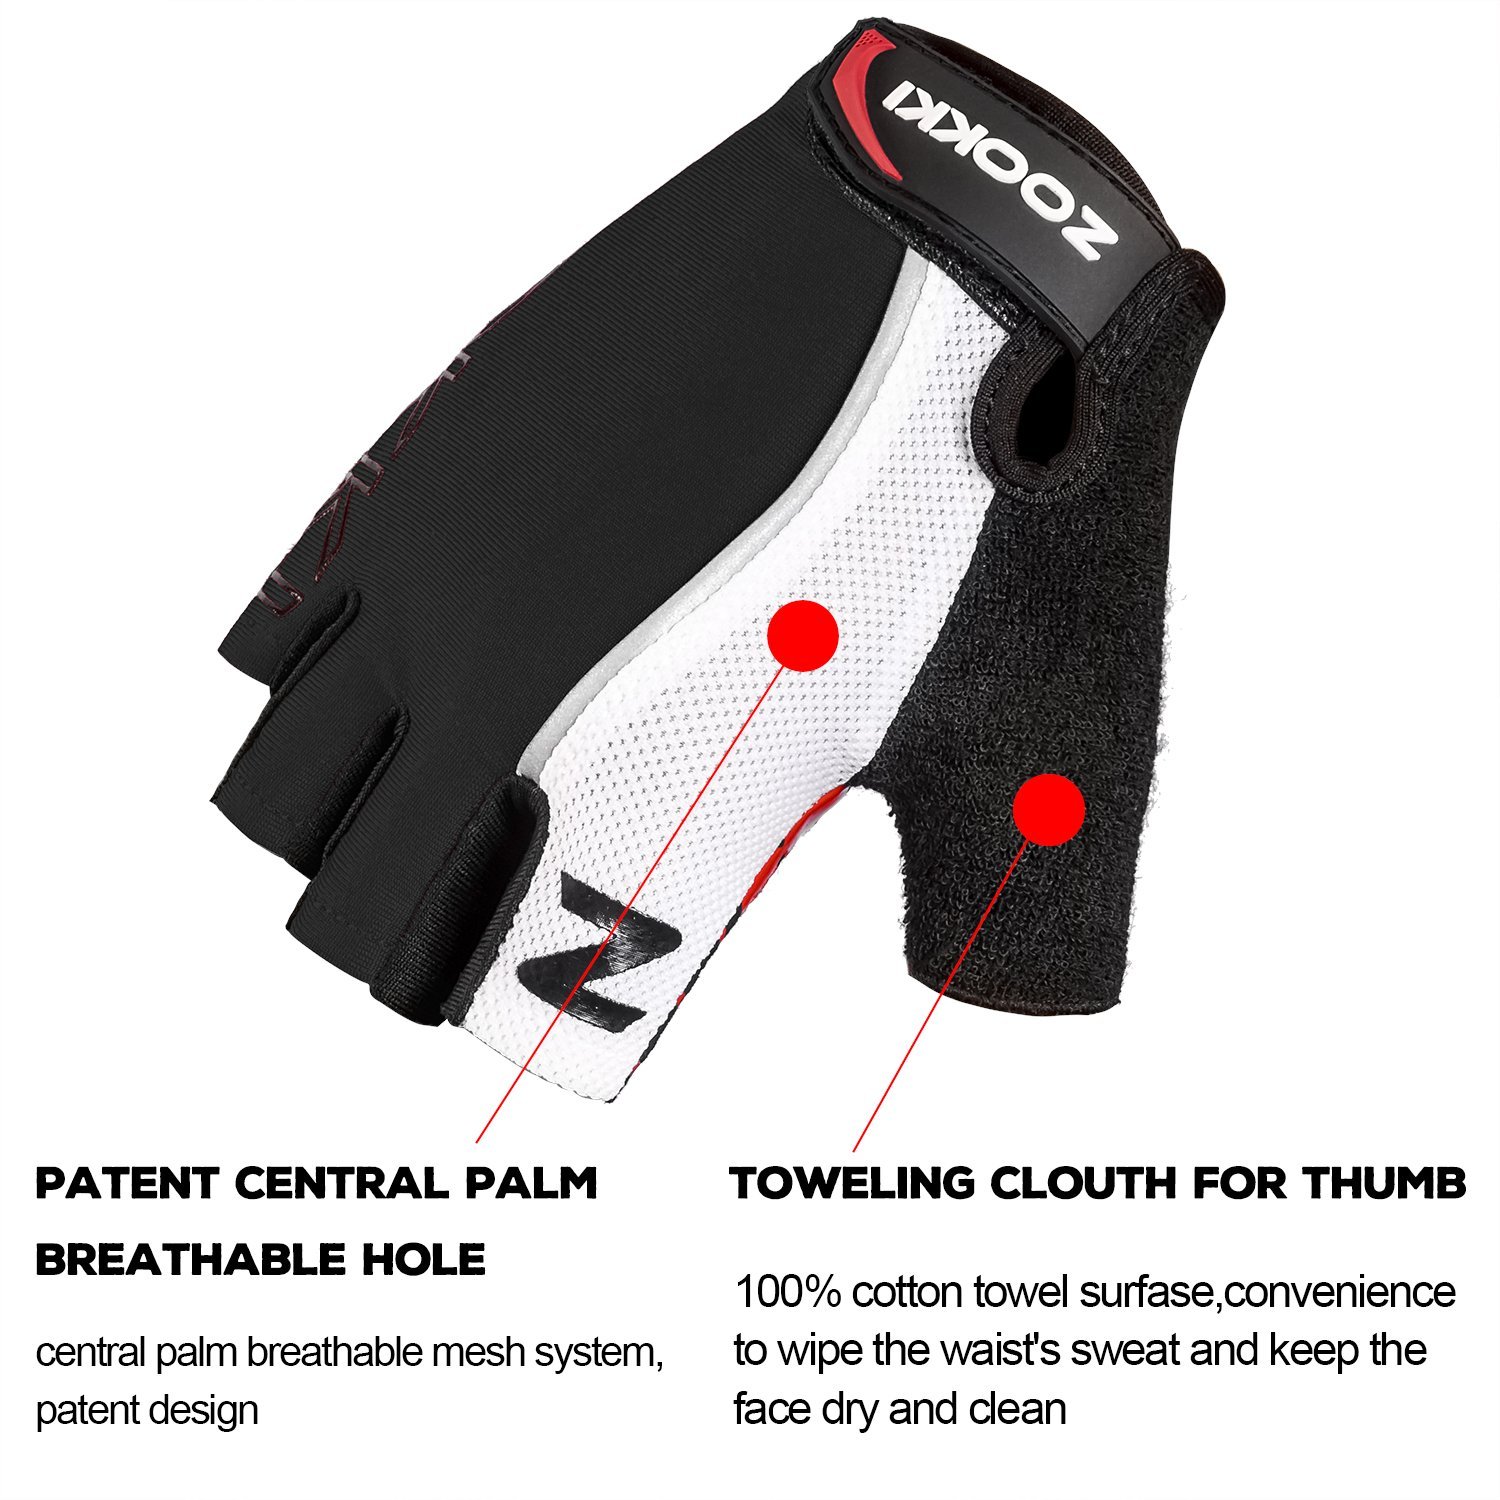 ZOOKKI
Z
PATENT CENTRAL PALM
BREATHABLE HOLE
central palm breathable mesh system,
patent design
TOWELING CLOUTH FOR THUMB
100% cotton towel surfase,convenience
to wipe the waist's sweat and keep the
face dry and clean